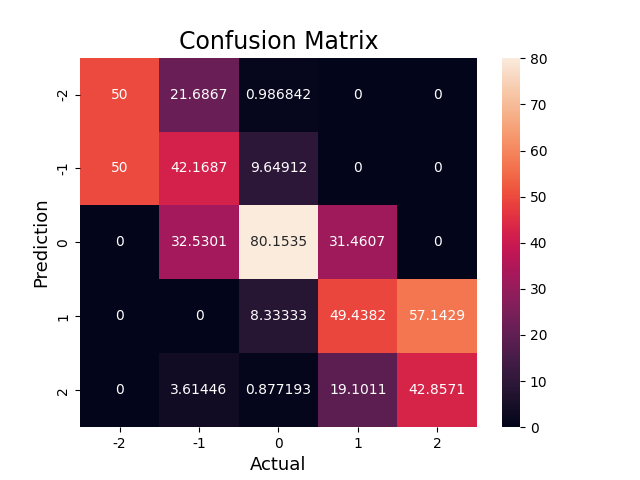 Confusion Matrix
80
-2 50 21.6867 0.986842 0 0
70
-1 50 42.1687 9.64912 0 0
60
50
Prediction
0 0 32.5301 80.1535 31.4607 0
40
30
1 0 0 8.33333 49.4382 57.1429
20
2 0 3.61446 0.877193 19.1011 42.8571
10
0
-2 -1 0 1 2
Actual